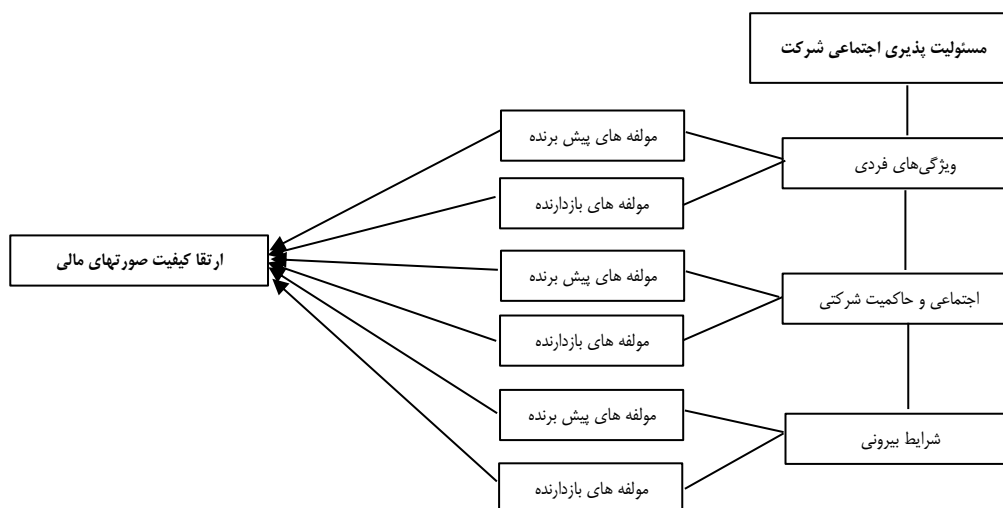 مسئولیت پذیری اجتماعی شرکت
ویژگی‌های فردی
مولفه های پیش برنده
مولفه های بازدارنده
اجتماعی و حاکمیت شرکتی
مولفه های پیش برنده
مولفه های بازدارنده
شرایط بیرونی
مولفه های پیش برنده
مولفه های بازدارنده
ارتقا کیفیت صورتهای مالی